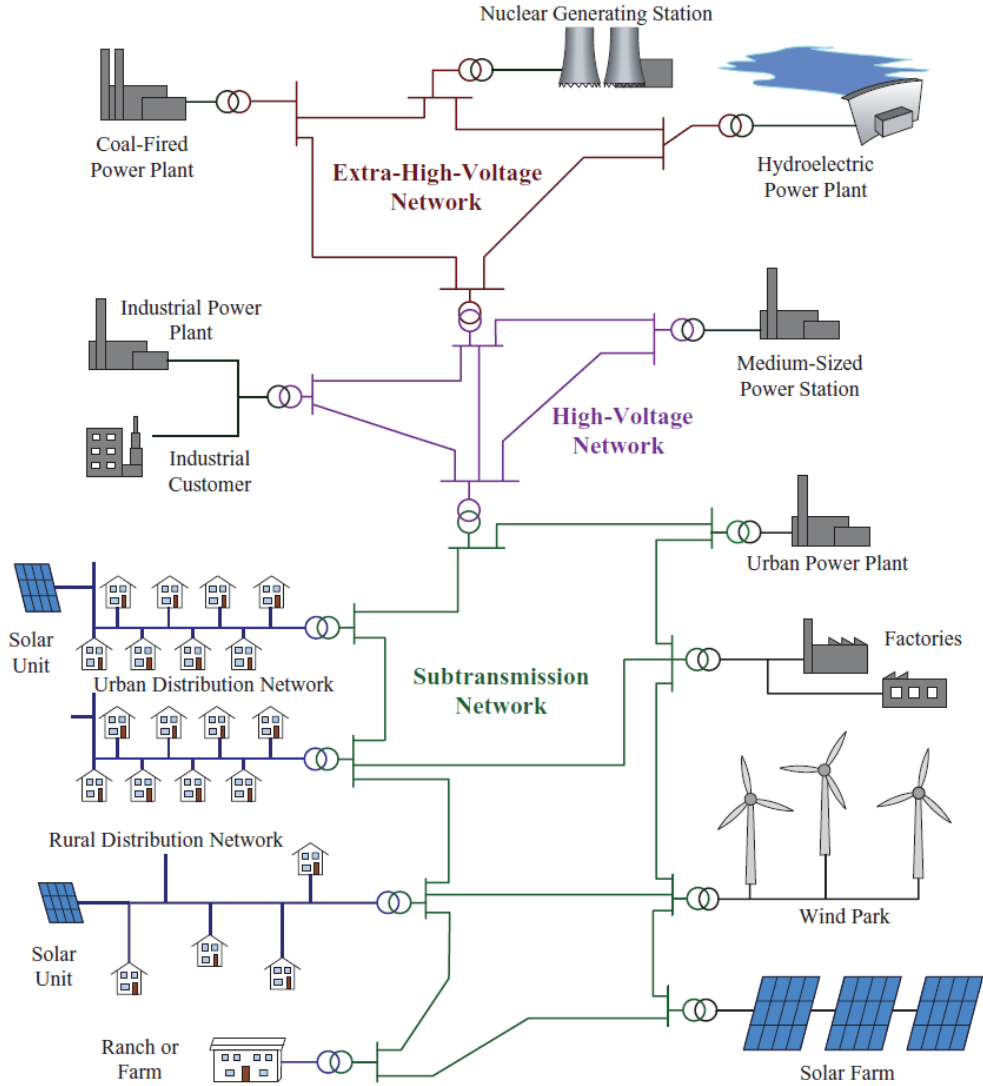 Nuclear Generating Station
Coal-Fired
Power Plant
Extra-High-Voltage
Network
Hydroelectric
Power Plant
Industrial Power
Plant
Medium-Sized
Power Station
High-Voltage
Network
Industrial
Customer
Urban Power Plant
Solar
Unit
Factories
Urban Distribution Network
Subtransmission
Network
Rural Distribution Network
Wind Park
Solar
Unit
Ranch or
Farm
Solar Farm